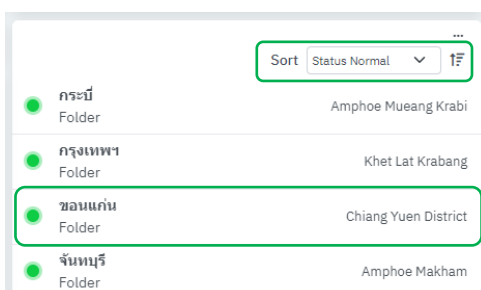 ...
Sort Status Normal
กระบี่
Folder
Amphoe Mueang Krabi
กรุงเทพฯ
Folder
Khet Lat Krabang
ขอนแก่น
Folder
Chiang Yuen District
จันทบุรี
Folder
Amphoe Makham